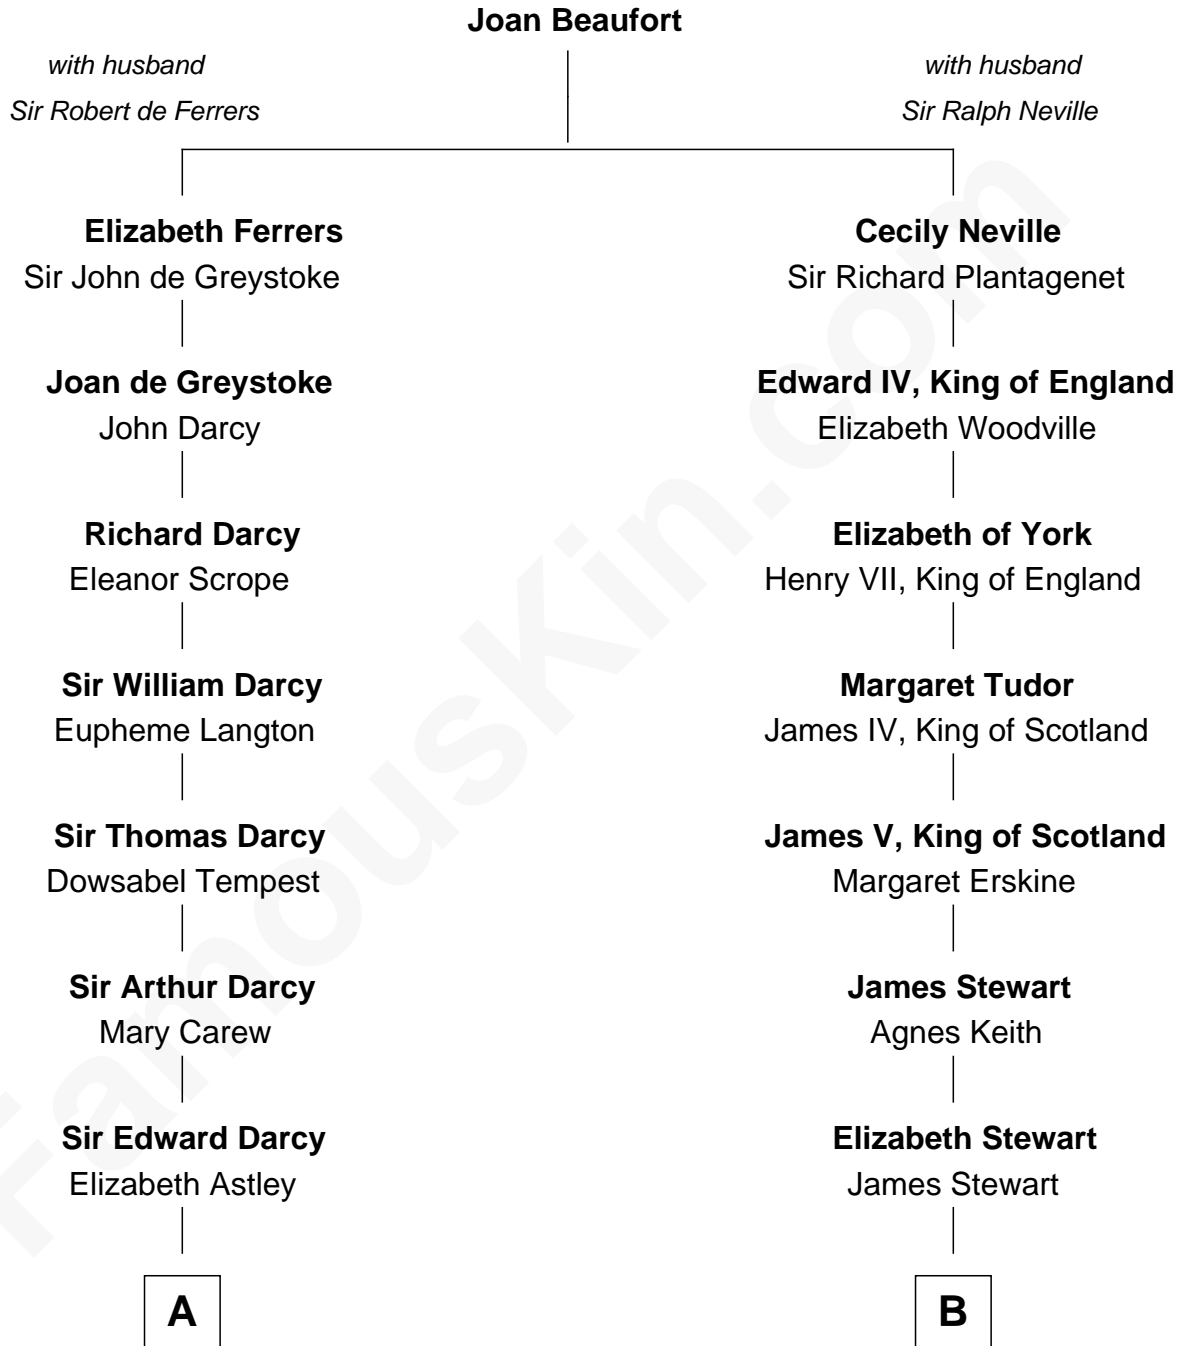 Joan Beaufort
with husband
Sir Robert de Ferrers
with husband
Sir Ralph Neville
Elizabeth Ferrers
Sir John de Greystoke
Joan de Greystoke
John Darcy
Richard Darcy
Eleanor Scrope
Sir William Darcy
Eupheme Langton
Sir Thomas Darcy
Dowsabel Tempest
Sir Arthur Darcy
Mary Carew
Sir Edward Darcy
Elizabeth Astley
A
Cecily Neville
Sir Richard Plantagenet
Edward IV, King of England
Elizabeth Woodville
Elizabeth of York
Henry VII, King of England
Margaret Tudor
James IV, King of Scotland
James V, King of Scotland
Margaret Erskine
James Stewart
Agnes Keith
Elizabeth Stewart
James Stewart
B
FamousKin.com